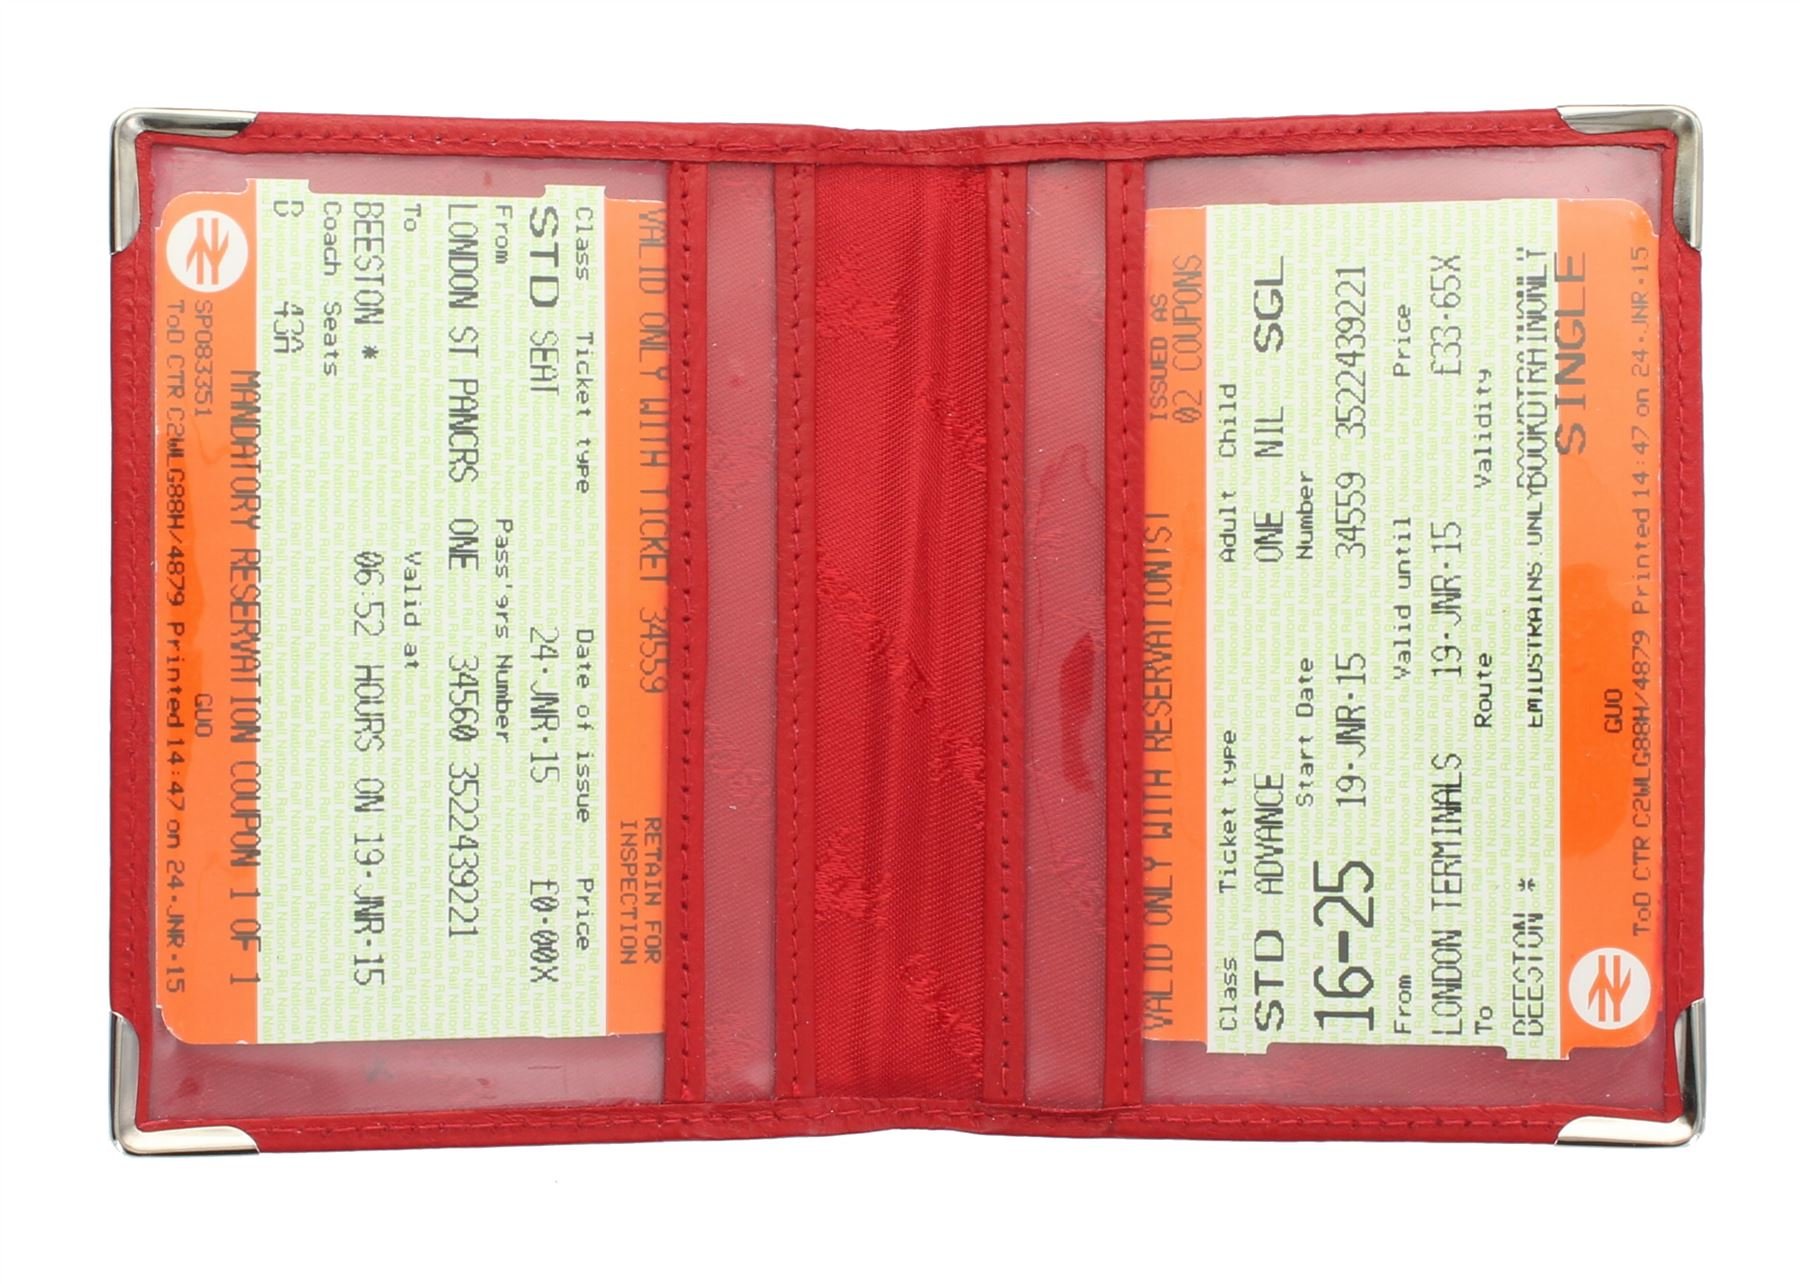 VALID ONLY WITH TICKET 34559 RETAIN FOR
INSPECTION
Class Ticket type Date of issue Price
STD SEAT 24·JNR·15 £0·00X
From Pass'grs Number
LONDON ST PANCRS ONE 34560 3522439221
To Valid at
BEESTON * 06:52 HOURS ON 19·JNR·15
Coach Seats
B 43A
MANDATORY RESERVATION COUPON 1 OF 1
SP083351 GUO
ToD CTR C2WLG88H/4879 Printed 14:47 on 24·JNR·15
VALID ONLY WITH RESERVATION(S) ISSUED AS
02 COUPONS
Class Ticket type Adult Child
STD ADVANCE ONE NIL SGL
Start Date Number
16-25 19·JNR·15 34559 3522439221
From Valid until Price
LONDON TERMINALS 19·JNR·15 £33·65X
To Route Validity
BEESTON * EMIDSTRAINS ONLY BOOKDTRAINONLY
SINGLE
GUO
ToD CTR C2WLG88H/4879 Printed 14:47 on 24·JNR·15